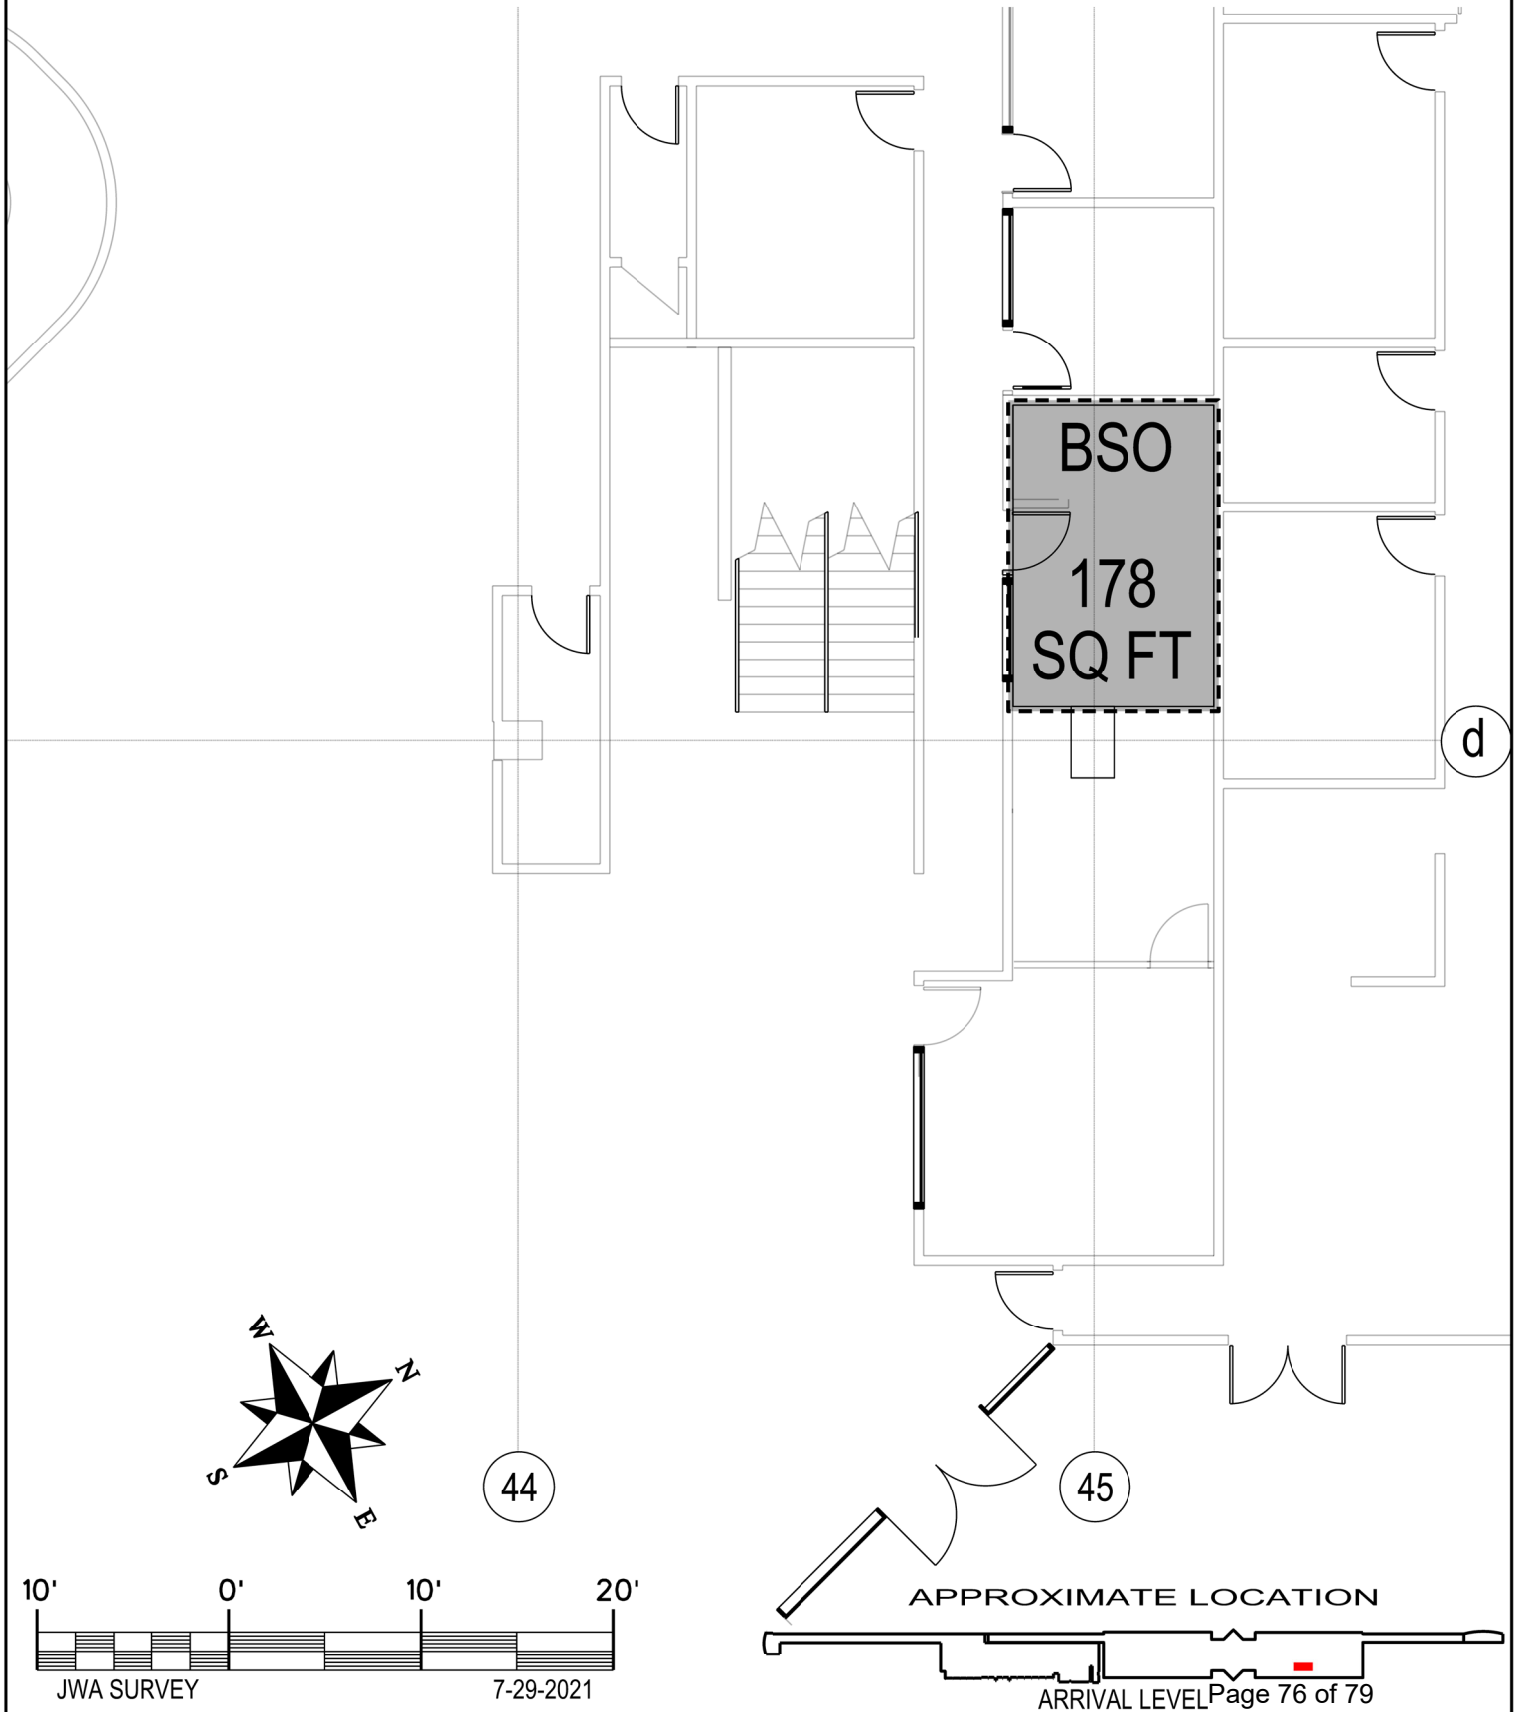 BSO
178
SQ FT
d
W
N
S
E
44
45
10' 0' 10' 20'
JWA SURVEY 7-29-2021
APPROXIMATE LOCATION
ARRIVAL LEVEL
Page 76 of 79